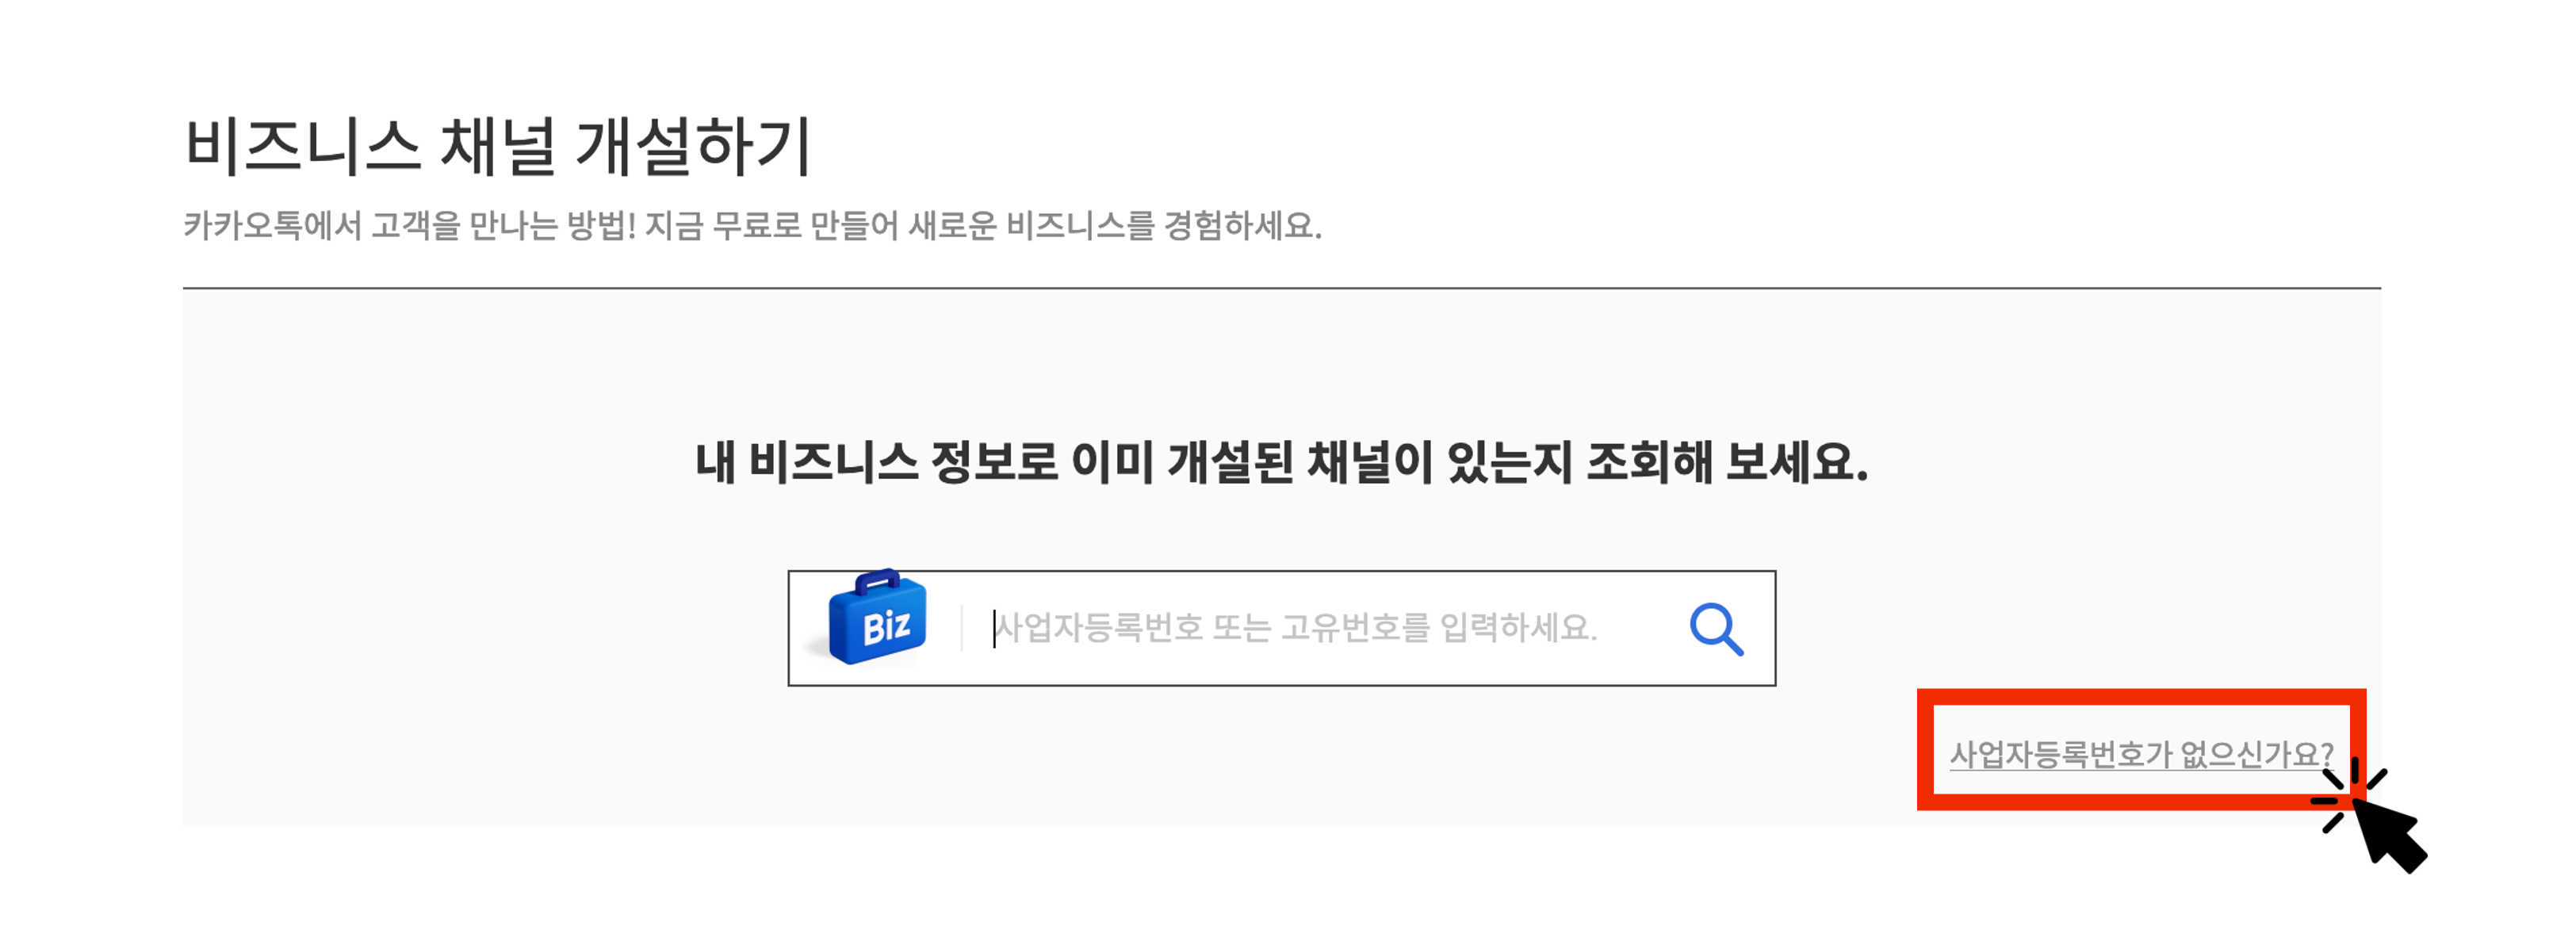 비즈니스 채널 개설하기
카카오톡에서 고객을 만나는 방법! 지금 무료로 만들어 새로운 비즈니스를 경험하세요.
내 비즈니스 정보로 이미 개설된 채널이 있는지 조회해 보세요.
Biz
사업자등록번호 또는 고유번호를 입력하세요.
사업자등록번호가 없으신가요?